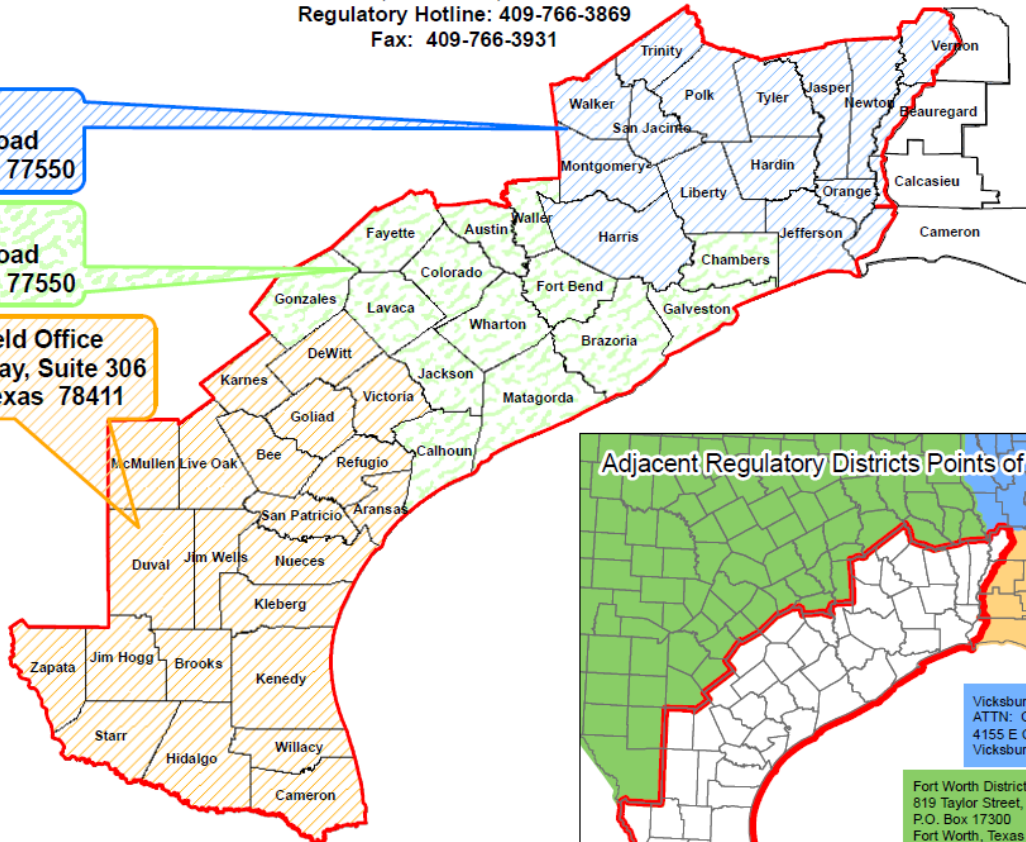 Regulatory Hotline: 409-766-3869
Fax: 409-766-3931
oad
77550
oad
77550
eld Office
ay, Suite 306
exas 78411
Trinity
Vernon
Walker
Polk
Tyler
Jasper
Newton
Beauregard
San Jacinto
Montgomery
Hardin
Liberty
Orange
Calcasieu
Waller
Harris
Jefferson
Cameron
Fayette
Austin
Colorado
Chambers
Gonzales
Lavaca
Fort Bend
Galveston
Wharton
Brazoria
DeWitt
Karnes
Jackson
Victoria
Matagorda
Goliad
Calhoun
McMullen
Live Oak
Bee
Refugio
San Patricio
Aransas
Duval
Jim Wells
Nueces
Kleberg
Zapata
Jim Hogg
Brooks
Kenedy
Starr
Hidalgo
Willacy
Cameron
Adjacent Regulatory Districts Points of
Vicksbur
ATTN: C
4155 E C
Vicksbur
Fort Worth District
819 Taylor Street,
P.O. Box 17300
Fort Worth, Texas